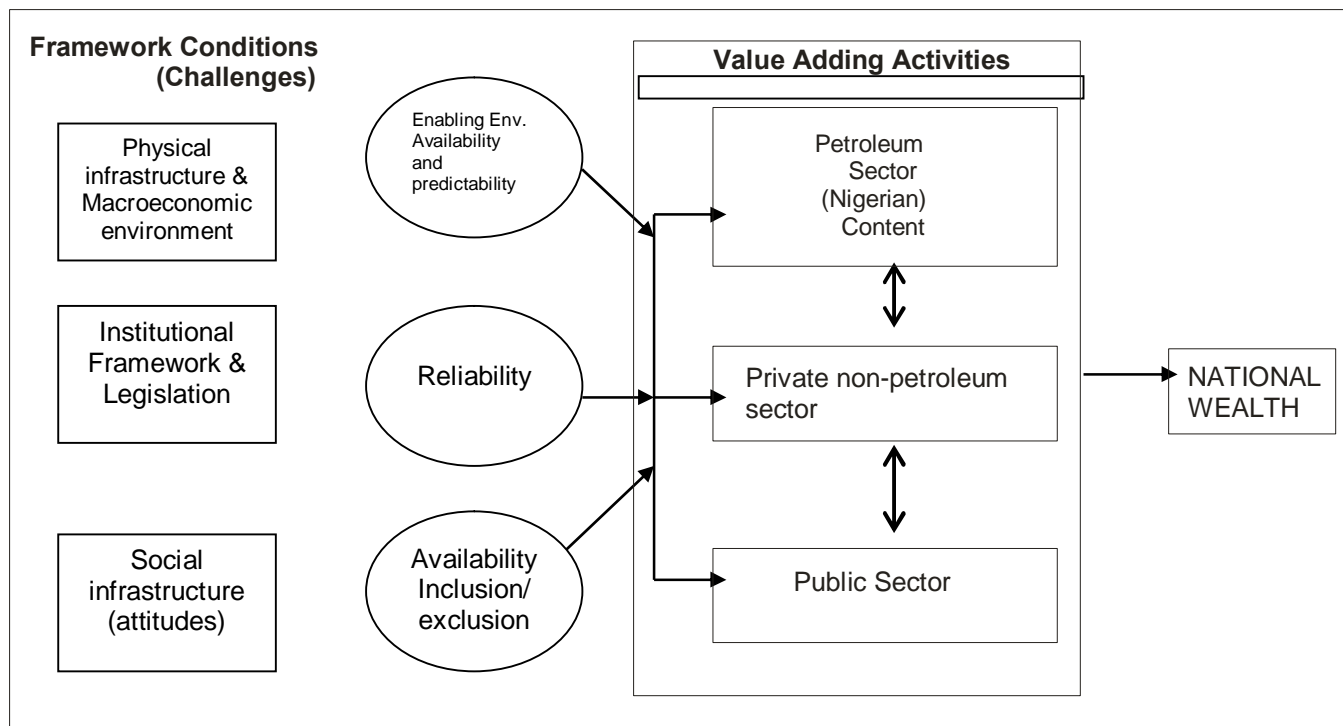 Framework Conditions
(Challenges)
Physical
infrastructure &
Macroeconomic
environment
Institutional
Framework &
Legislation
Social
infrastructure
(attitudes)
Enabling Env.
Availability
and
predictability
Reliability
Availability
Inclusion/
exclusion
Value Adding Activities
Petroleum
Sector
(Nigerian)
Content
Private non-petroleum
sector
Public Sector
NATIONAL
WEALTH